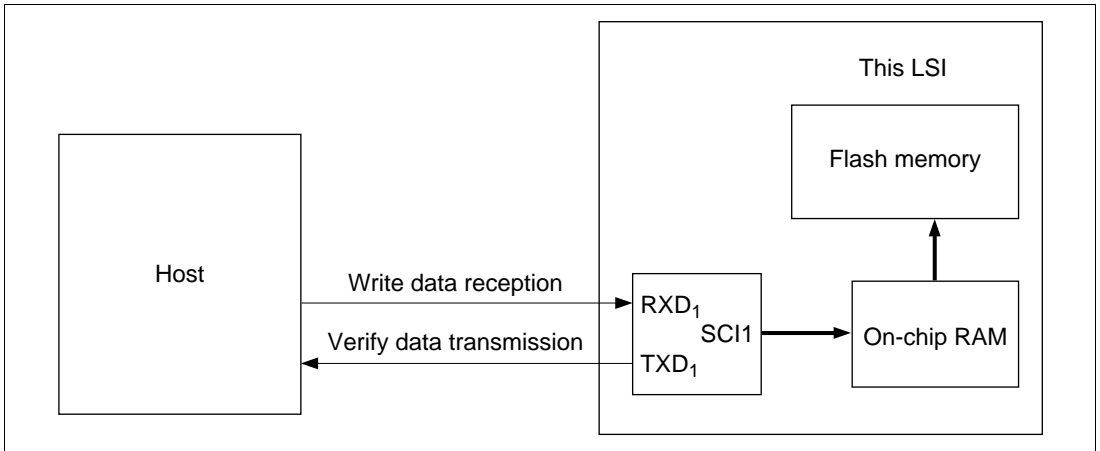 This LSI
Flash memory
Host
Write data reception
RXD₁
SCI1
On-chip RAM
Verify data transmission
TXD₁